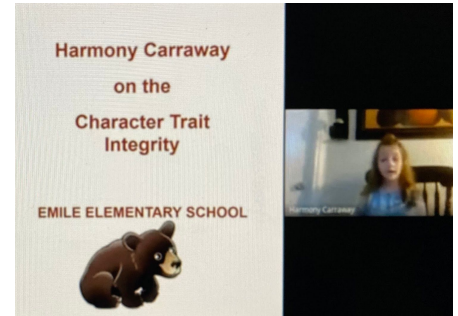 Harmony Carraway
on the
Character Trait
Integrity
EMILE ELEMENTARY SCHOOL
Harmony Carraway